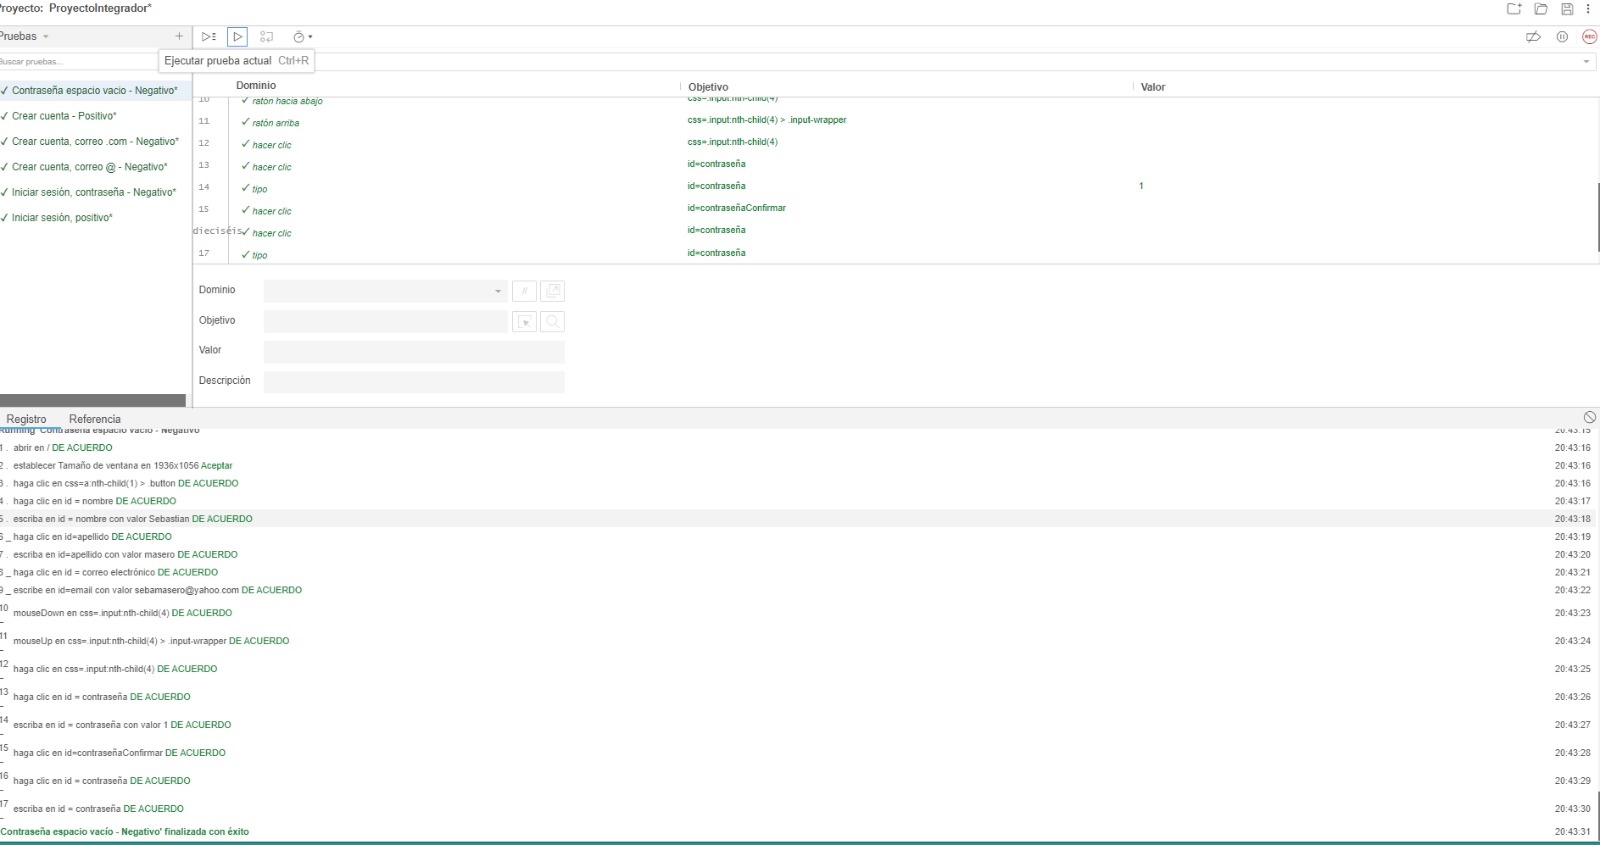 Proyecto: ProyectoIntegrador*
Pruebas
Buscar pruebas...
Ejecutar prueba actual Ctrl+R
REC
✓ Contraseña espacio vacio - Negativo*
✓ Crear cuenta - Positivo*
✓ Crear cuenta, correo .com - Negativo*
✓ Crear cuenta, correo @ - Negativo*
✓ Iniciar sesión, contraseña - Negativo*
✓ Iniciar sesión, positivo*
Dominio Objetivo Valor
10 ✓ ratón hacia abajo css=.input:nth-child(4)
11 ✓ ratón arriba css=.input:nth-child(4) > .input-wrapper
12 ✓ hacer clic css=.input:nth-child(4)
13 ✓ hacer clic id=contraseña
14 ✓ tipo id=contraseña 1
15 ✓ hacer clic id=contraseñaConfirmar
dieciséis ✓ hacer clic id=contraseña
17 ✓ tipo id=contraseña
Dominio //
Objetivo
Valor
Descripción
Registro Referencia
Running 'Contraseña espacio vacío - Negativo' 20:43:15
1 . abrir en / DE ACUERDO 20:43:16
2 . establecer Tamaño de ventana en 1936x1056 Aceptar 20:43:16
3 . haga clic en css=a:nth-child(1) > .button DE ACUERDO 20:43:16
4 . haga clic en id = nombre DE ACUERDO 20:43:17
5 . escriba en id = nombre con valor Sebastian DE ACUERDO 20:43:18
6 _ haga clic en id=apellido DE ACUERDO 20:43:19
7 . escriba en id=apellido con valor masero DE ACUERDO 20:43:20
8 _ haga clic en id = correo electrónico DE ACUERDO 20:43:21
9 _ escribe en id=email con valor sebamasero@yahoo.com DE ACUERDO 20:43:22
10 _ mouseDown en css=.input:nth-child(4) DE ACUERDO 20:43:23
11 _ mouseUp en css=.input:nth-child(4) > .input-wrapper DE ACUERDO 20:43:24
12 _ haga clic en css=.input:nth-child(4) DE ACUERDO 20:43:25
13 _ haga clic en id = contraseña DE ACUERDO 20:43:26
14 _ escriba en id = contraseña con valor 1 DE ACUERDO 20:43:27
15 _ haga clic en id=contraseñaConfirmar DE ACUERDO 20:43:28
16 _ haga clic en id = contraseña DE ACUERDO 20:43:29
17 _ escriba en id = contraseña DE ACUERDO 20:43:30
Contraseña espacio vacío - Negativo' finalizada con éxito 20:43:31